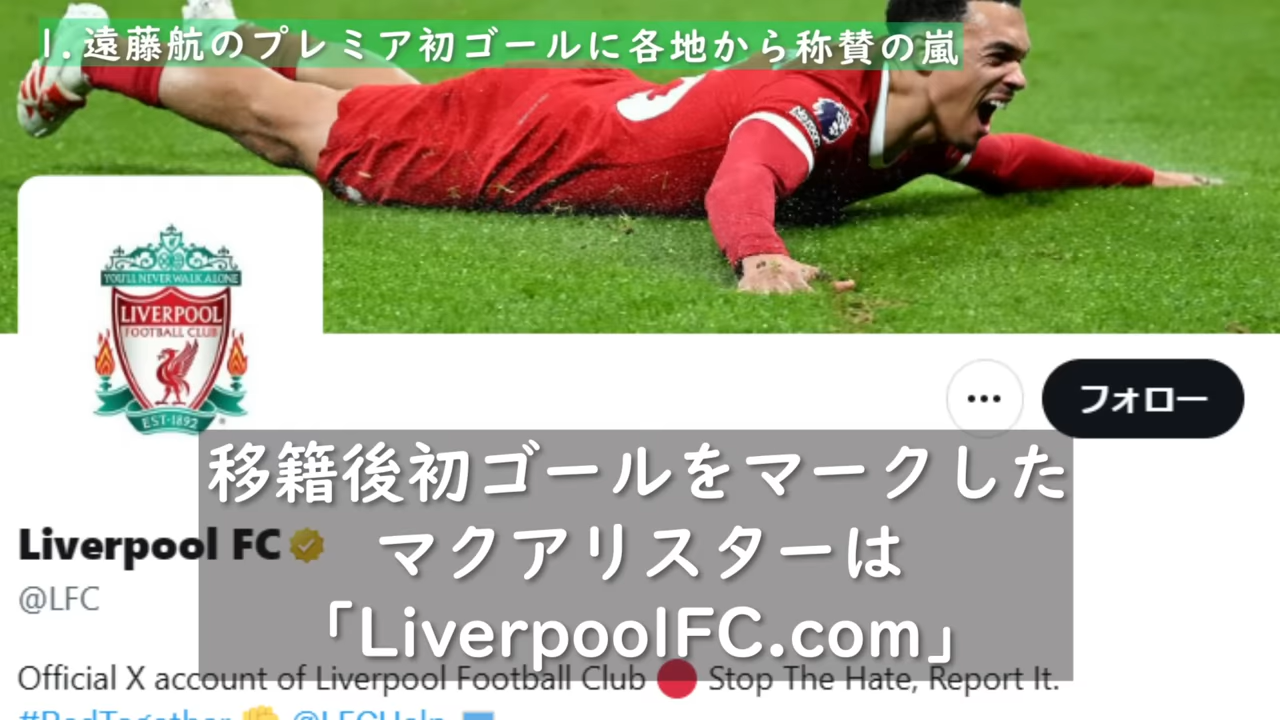 1. 遠藤航のプレミア初ゴールに各地から称賛の嵐
YOU'LL NEVER WALK ALONE
LIVERPOOL
FOOTBALL CLUB
EST·1892
フォロー
移籍後初ゴールをマークした
マクアリスターは
「LiverpoolFC.com」
Liverpool FC
@LFC
Official X account of Liverpool Football Club 🔴 Stop The Hate, Report It.
#RedTogether @LFCHelp